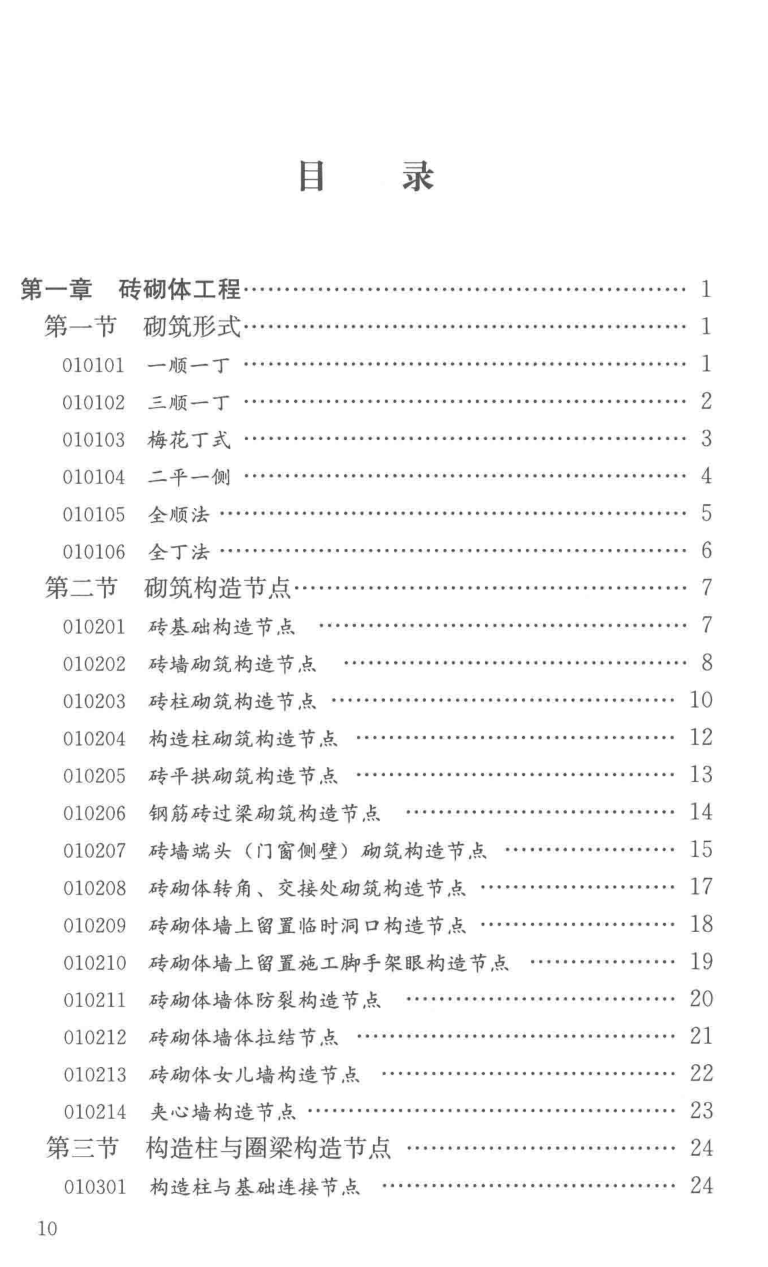 目 录
第一章 砖砌体工程 1
第一节 砌筑形式 1
010101 一顺一丁 1
010102 三顺一丁 2
010103 梅花丁式 3
010104 二平一侧 4
010105 全顺法 5
010106 全丁法 6
第二节 砌筑构造节点 7
010201 砖基础构造节点 7
010202 砖墙砌筑构造节点 8
010203 砖柱砌筑构造节点 10
010204 构造柱砌筑构造节点 12
010205 砖平拱砌筑构造节点 13
010206 钢筋砖过梁砌筑构造节点 14
010207 砖墙端头（门窗侧壁）砌筑构造节点 15
010208 砖砌体转角、交接处砌筑构造节点 17
010209 砖砌体墙上留置临时洞口构造节点 18
010210 砖砌体墙上留置施工脚手架眼构造节点 19
010211 砖砌体墙体防裂构造节点 20
010212 砖砌体墙体拉结节点 21
010213 砖砌体女儿墙构造节点 22
010214 夹心墙构造节点 23
第三节 构造柱与圈梁构造节点 24
010301 构造柱与基础连接节点 24
10